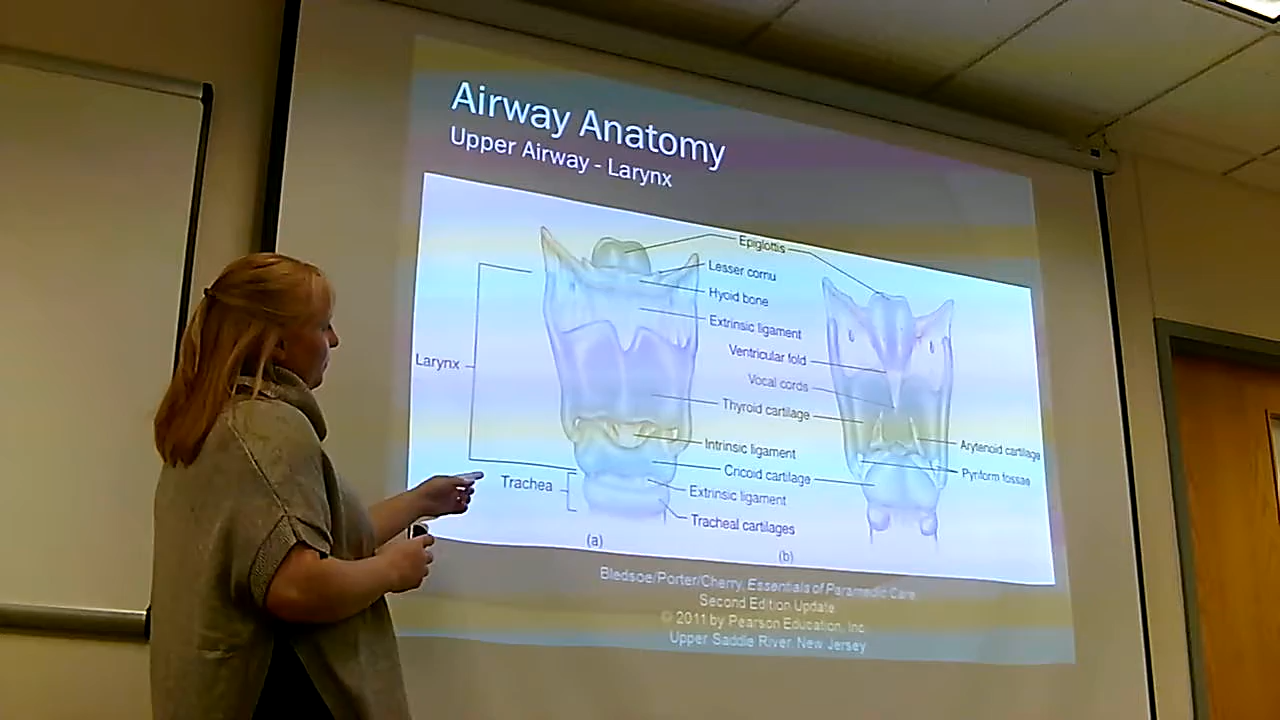 Airway Anatomy
Upper Airway - Larynx
Epiglottis
Lesser cornu
Hyoid bone
Extrinsic ligament
Larynx
Ventricular fold
Vocal cords
Thyroid cartilage
Intrinsic ligament
Arytenoid cartilage
Cricoid cartilage
Pyriform fossae
Trachea
Extrinsic ligament
Tracheal cartilages
(a)
(b)
Bledsoe/Porter/Cherry, Essentials of Paramedic Care
Second Edition Update
© 2011 by Pearson Education, Inc.
Upper Saddle River, New Jersey